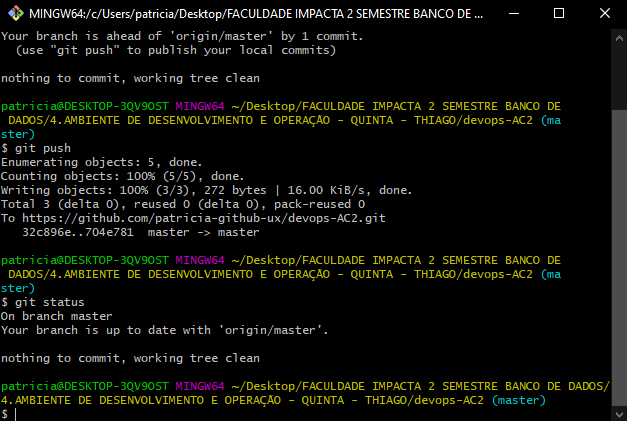 MINGW64:/c/Users/patricia/Desktop/FACULDADE IMPACTA 2 SEMESTRE BANCO DE ...
Your branch is ahead of 'origin/master' by 1 commit.
  (use "git push" to publish your local commits)
nothing to commit, working tree clean
patricia@DESKTOP-3QV9OST MINGW64 ~/Desktop/FACULDADE IMPACTA 2 SEMESTRE BANCO DE
 DADOS/4.AMBIENTE DE DESENVOLVIMENTO E OPERAÇÃO - QUINTA - THIAGO/devops-AC2 (ma
ster)
$ git push
Enumerating objects: 5, done.
Counting objects: 100% (5/5), done.
Writing objects: 100% (3/3), 272 bytes | 16.00 KiB/s, done.
Total 3 (delta 0), reused 0 (delta 0), pack-reused 0
To https://github.com/patricia-github-ux/devops-AC2.git
   32c896e..704e781  master -> master
patricia@DESKTOP-3QV9OST MINGW64 ~/Desktop/FACULDADE IMPACTA 2 SEMESTRE BANCO DE
 DADOS/4.AMBIENTE DE DESENVOLVIMENTO E OPERAÇÃO - QUINTA - THIAGO/devops-AC2 (ma
ster)
$ git status
On branch master
Your branch is up to date with 'origin/master'.
nothing to commit, working tree clean
patricia@DESKTOP-3QV9OST MINGW64 ~/Desktop/FACULDADE IMPACTA 2 SEMESTRE BANCO DE DADOS/
4.AMBIENTE DE DESENVOLVIMENTO E OPERAÇÃO - QUINTA - THIAGO/devops-AC2 (master)
$